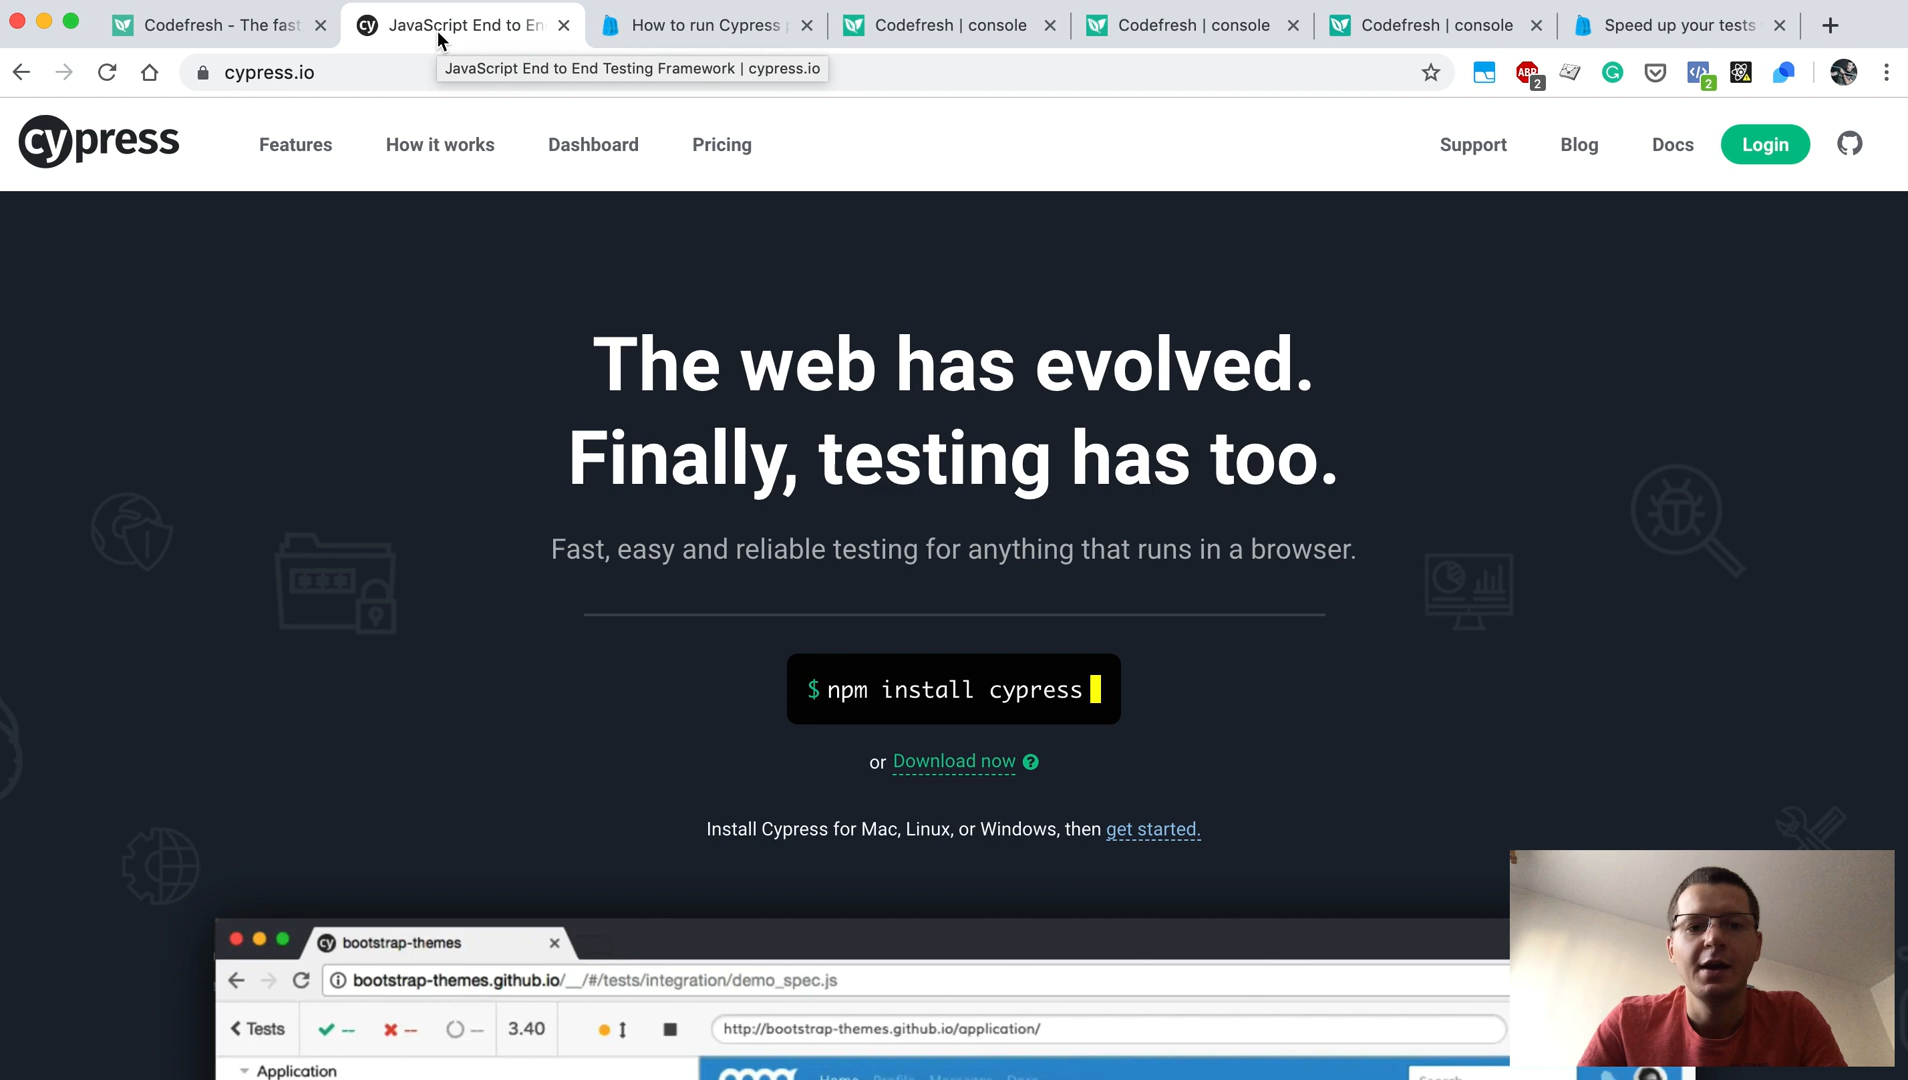 Codefresh - The fast
JavaScript End to En
How to run Cypress
Codefresh | console
Codefresh | console
Codefresh | console
Speed up your tests
cypress.io
JavaScript End to End Testing Framework | cypress.io
ABP
2
2
cypress
Features
How it works
Dashboard
Pricing
Support
Blog
Docs
Login
The web has evolved.
Finally, testing has too.
Fast, easy and reliable testing for anything that runs in a browser.
$ npm install cypress
or Download now ?
Install Cypress for Mac, Linux, or Windows, then get started.
cy bootstrap-themes
bootstrap-themes.github.io/__/#/tests/integration/demo_spec.js
Tests
--
--
--
3.40
http://bootstrap-themes.github.io/application/
Application